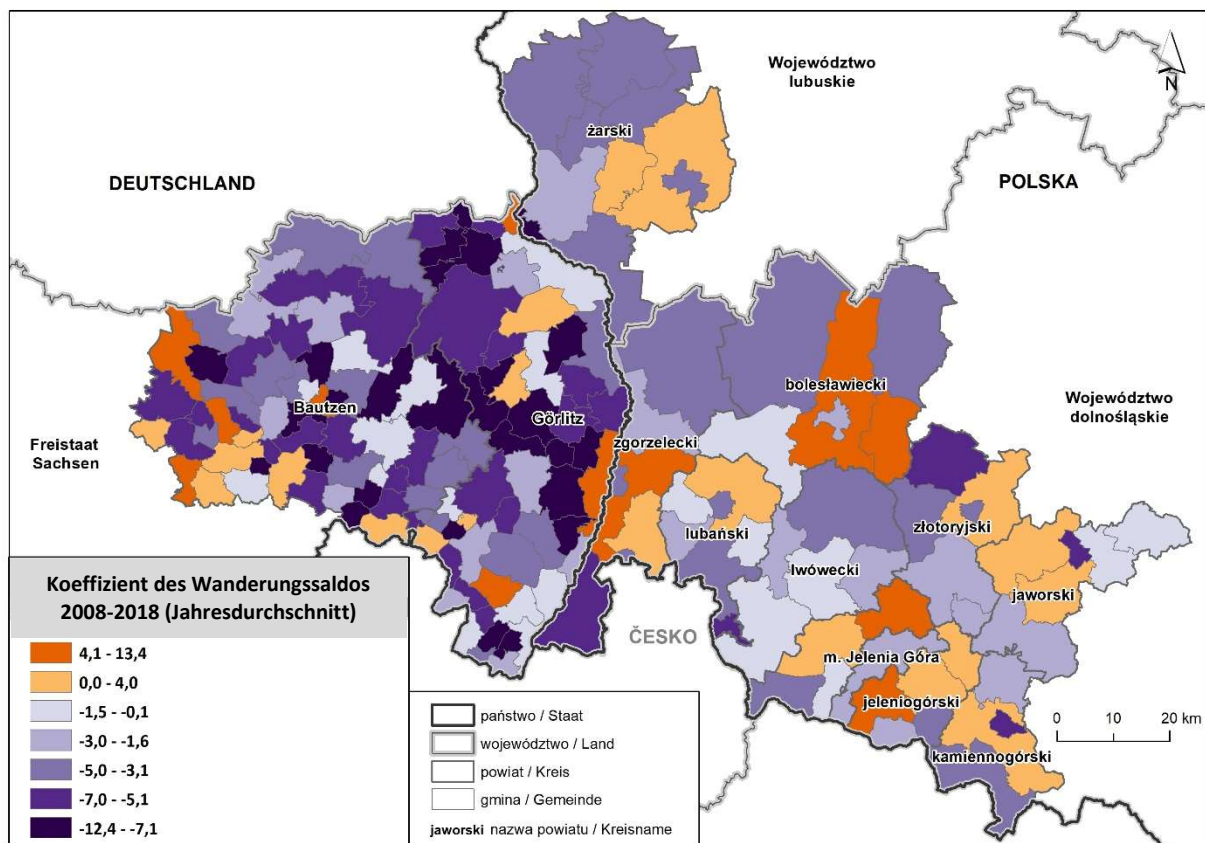 Województwo
lubuskie
N
żarski
DEUTSCHLAND
POLSKA
bolesławiecki
Województwo
dolnośląskie
Bautzen
Görlitz
Freistaat
Sachsen
zgorzelecki
złotoryjski
lubański
lwówecki
jaworski
ČESKO
m. Jelenia Góra
jeleniogórski
kamiennogórski
0 10 20 km
Koeffizient des Wanderungssaldos
2008-2018 (Jahresdurchschnitt)
4,1 - 13,4
0,0 - 4,0
-1,5 - -0,1
-3,0 - -1,6
-5,0 - -3,1
-7,0 - -5,1
-12,4 - -7,1
państwo / Staat
województwo / Land
powiat / Kreis
gmina / Gemeinde
jaworski nazwa powiatu / Kreisname